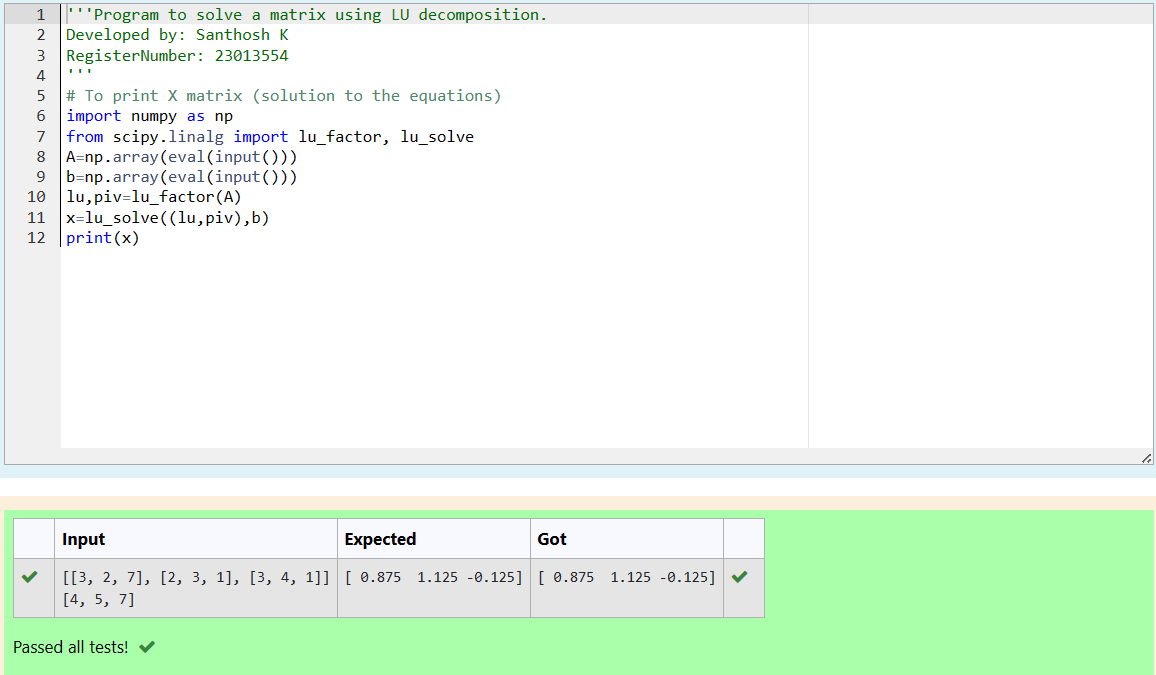 1 '''Program to solve a matrix using LU decomposition.
2 Developed by: Santhosh K
3 RegisterNumber: 23013554
4 '''
5 # To print X matrix (solution to the equations)
6 import numpy as np
7 from scipy.linalg import lu_factor, lu_solve
8 A=np.array(eval(input()))
9 b=np.array(eval(input()))
10 lu,piv=lu_factor(A)
11 x=lu_solve((lu,piv),b)
12 print(x)
Input Expected Got
[[3, 2, 7], [2, 3, 1], [3, 4, 1]] [ 0.875  1.125 -0.125] [ 0.875  1.125 -0.125]
[4, 5, 7]
Passed all tests!